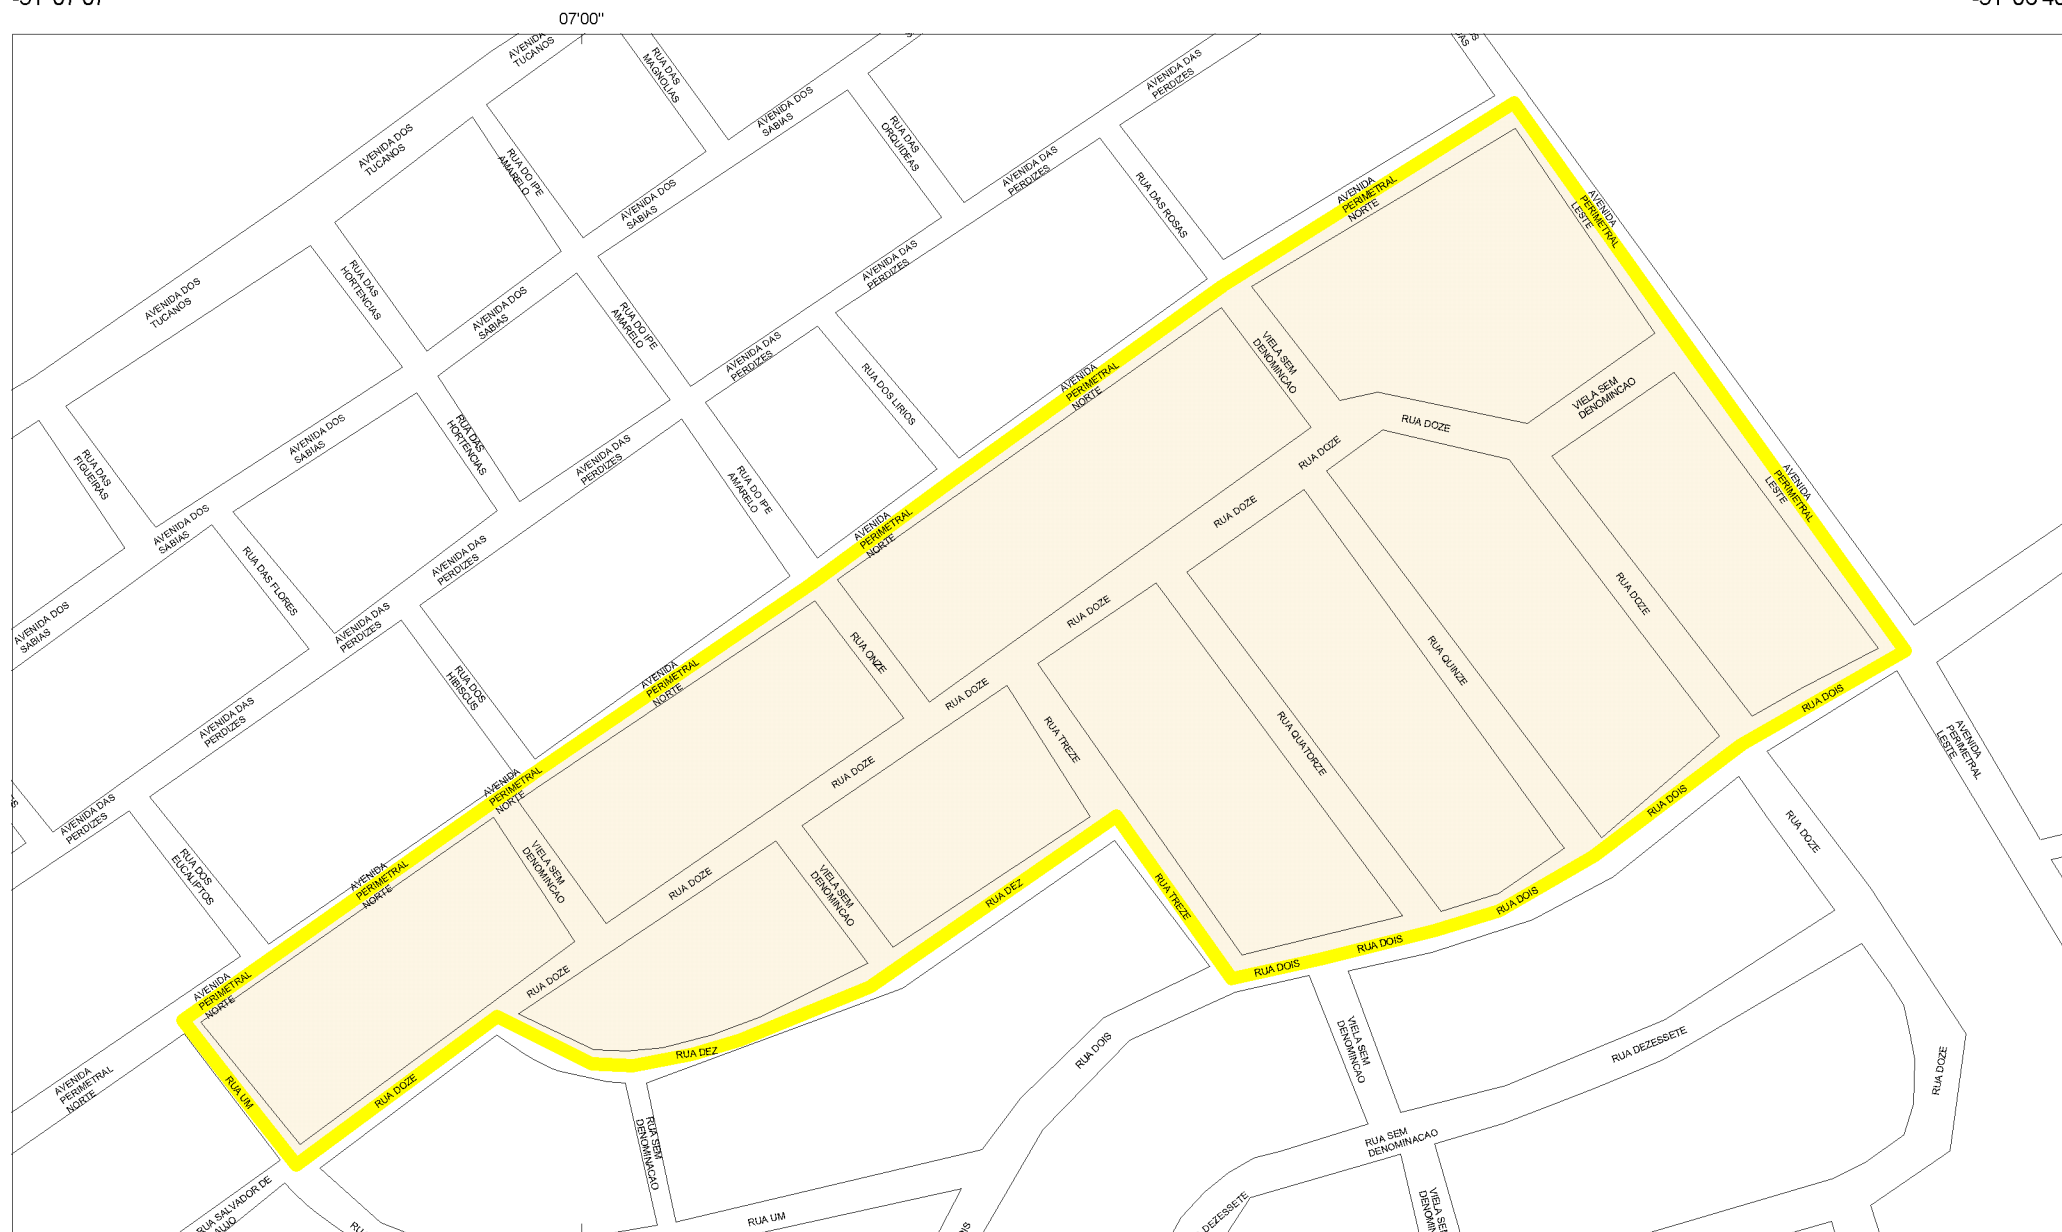 07'00"
AVENIDA
TUCANOS
RUA DAS
MAGNOLIAS
AVENIDA DOS
SABIAS
AVENIDA DAS
PERDIZES
AVENIDA DOS
TUCANOS
RUA DO IPE
AMARELO
RUA DAS
ORQUIDEAS
AVENIDA DAS
PERDIZES
AVENIDA DOS
SABIAS
RUA DAS ROSAS
AVENIDA
PERIMETRAL
NORTE
AVENIDA
PERIMETRAL
LESTE
AVENIDA DOS
TUCANOS
RUA DAS
HORTENCIAS
AVENIDA DOS
SABIAS
RUA DO IPE
AMARELO
AVENIDA DAS
PERDIZES
AVENIDA DAS
PERDIZES
RUA DOS LIRIOS
AVENIDA
PERIMETRAL
NORTE
VIELA SEM
DENOMINCAO
VIELA SEM
DENOMINCAO
RUA DOZE
RUA DOZE
RUA DAS
FIGUEIRAS
AVENIDA DOS
SABIAS
RUA DAS
HORTENCIAS
AVENIDA DAS
PERDIZES
RUA DO IPE
AMARELO
AVENIDA
PERIMETRAL
NORTE
RUA DOZE
AVENIDA
PERIMETRAL
LESTE
AVENIDA DOS
SABIAS
RUA DAS FLORES
AVENIDA DAS
PERDIZES
AVENIDA DOS
SABIAS
AVENIDA DAS
PERDIZES
RUA ONZE
RUA DOZE
RUA QUINZE
RUA DOZE
RUA DOS
HIBISCUS
AVENIDA
PERIMETRAL
NORTE
RUA DOZE
RUA TREZE
RUA QUATORZE
RUA DOIS
AVENIDA DAS
PERDIZES
AVENIDA
PERIMETRAL
LESTE
AVENIDA
PERIMETRAL
NORTE
RUA DOZE
RUA DOIS
AVENIDA DAS
PERDIZES
RUA DOZE
RUA DOS
EUCALIPTOS
AVENIDA
PERIMETRAL
NORTE
VIELA SEM
DENOMINCAO
RUA DOZE
VIELA SEM
DENOMINCAO
RUA DEZ
RUA TREZE
RUA DOIS
RUA DOIS
RUA DOIS
AVENIDA
PERIMETRAL
NORTE
RUA DOZE
RUA DEZ
RUA DOIS
VIELA SEM
DENOMINCAO
RUA DEZESSETE
RUA DOZE
AVENIDA
PERIMETRAL
NORTE
RUA UM
RUA DOZE
RUA SEM
DENOMINACAO
RUA SEM
DENOMINACAO
RUA SALVADOR DE
RUA UM
DEZESSETE